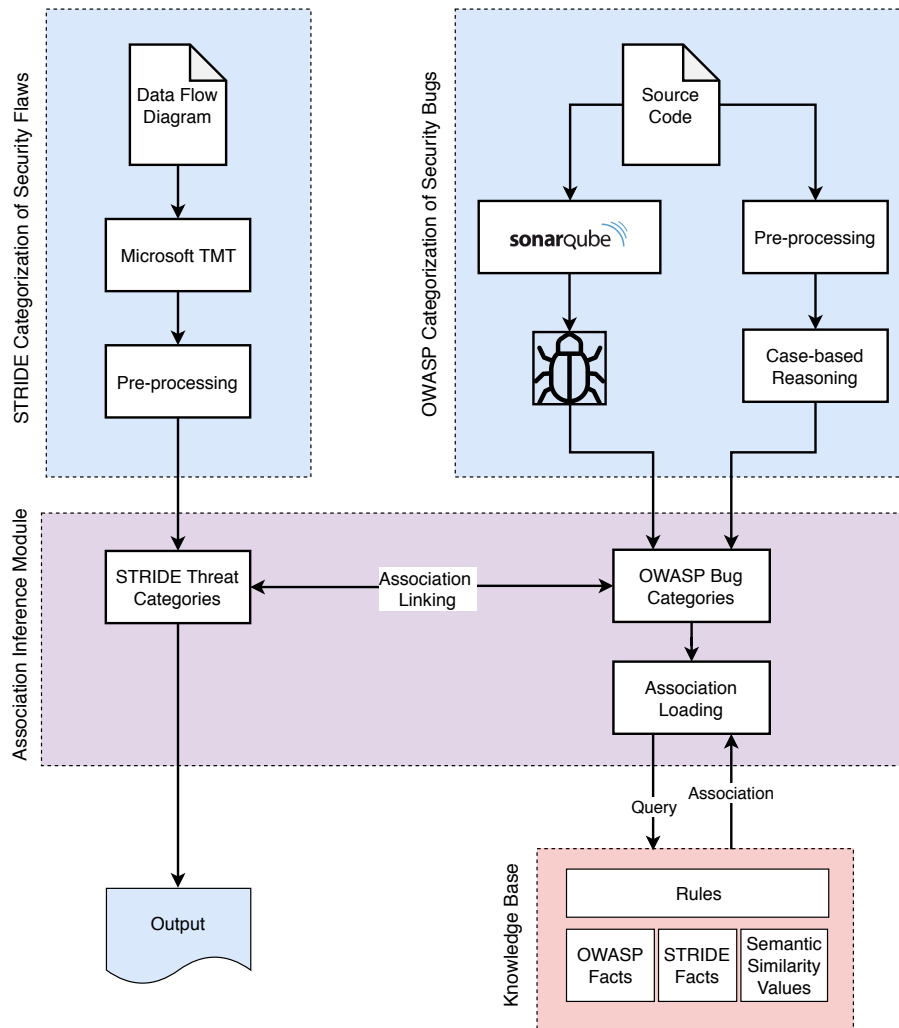 STRIDE Categorization of Security Flaws
Data Flow
Diagram
Microsoft TMT
Pre-processing
OWASP Categorization of Security Bugs
Source
Code
sonarqube
Pre-processing
Case-based
Reasoning
Association Inference Module
STRIDE Threat
Categories
Association
Linking
OWASP Bug
Categories
Association
Loading
Query
Association
Output
Knowledge Base
Rules
OWASP
Facts
STRIDE
Facts
Semantic
Similarity
Values